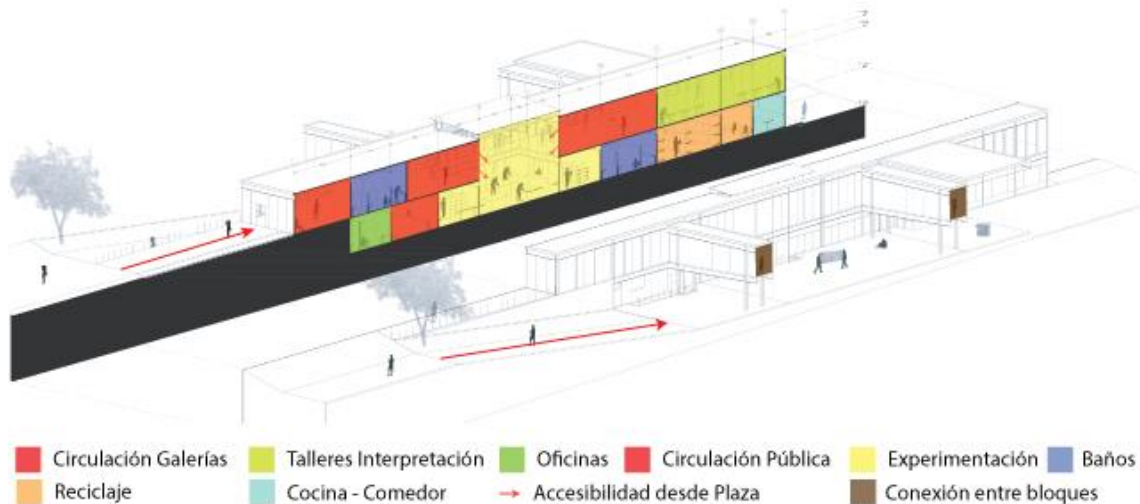 Circulación Galerías Talleres Interpretación Oficinas Circulación Pública Experimentación Baños
Reciclaje Cocina - Comedor Accesibilidad desde Plaza Conexión entre bloques